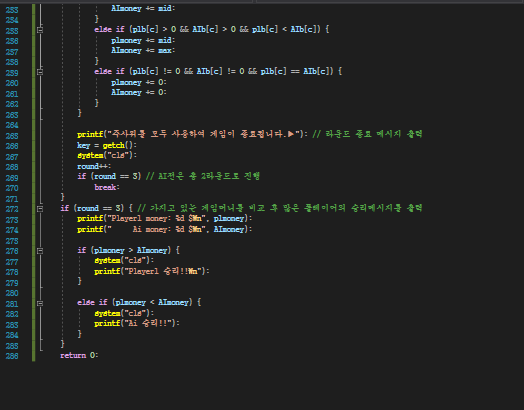 253 AImoney += mid;
254 }
255 else if (plb[c] > 0 && AIb[c] > 0 && plb[c] < AIb[c]) {
256 plmoney += mid;
257 AImoney += max;
258 }
259 else if (plb[c] != 0 && AIb[c] != 0 && plb[c] == AIb[c]) {
260 plmoney += 0;
261 AImoney += 0;
262 }
263 }
264
265 printf("주사위를 모두 사용하여 게임이 종료됩니다.▶"); // 라운드 종료 메시지 출력
266 key = getch();
267 system("cls");
268 round++;
269 if (round == 3) // AI전은 총 2라운드로 진행
270 break;
271 }
272 if (round == 3) { // 가지고 있는 게임머니를 비교 후 많은 플레이어의 승리메시지를 출력
273 printf("Player1 money: %d $₩n", plmoney);
274 printf(" Ai money: %d $₩n", AImoney);
275
276 if (plmoney > AImoney) {
277 system("cls");
278 printf("Player1 승리!!₩n");
279 }
280
281 else if (plmoney < AImoney) {
282 system("cls");
283 printf("Ai 승리!!");
284 }
285 }
286 return 0;